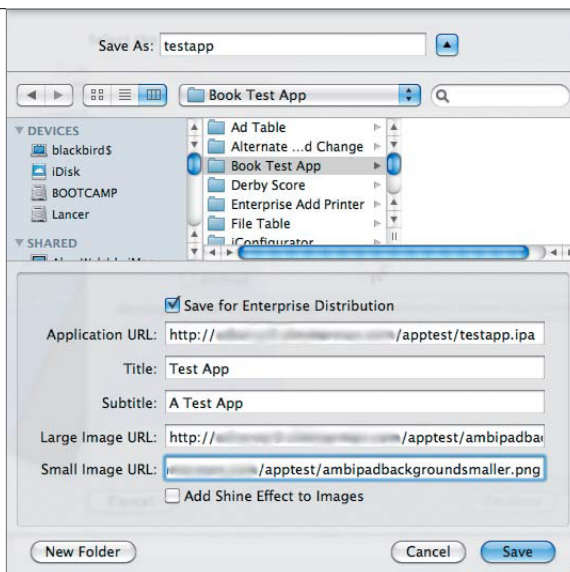 Save As: testapp
Book Test App
DEVICES
blackbird$
iDisk
BOOTCAMP
Lancer
SHARED
Ad Table
Alternate ...d Change
Book Test App
Derby Score
Enterprise Add Printer
File Table
iConfigurator
Save for Enterprise Distribution
Application URL: http:// /apptest/testapp.ipa
Title: Test App
Subtitle: A Test App
Large Image URL: http:// /apptest/ambipadba
Small Image URL: /apptest/ambipadbackgroundsmaller.png
Add Shine Effect to Images
New Folder
Cancel
Save